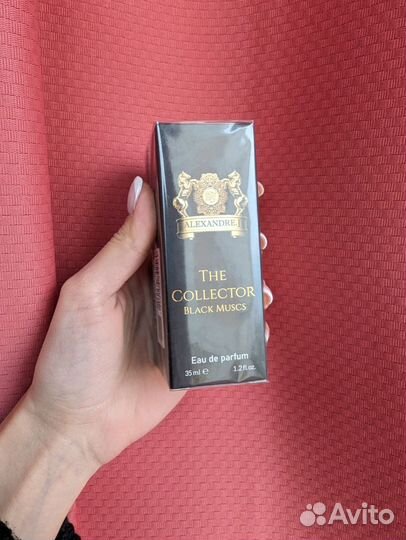 ALEXANDRE.J
THE
COLLECTOR
BLACK MUSCS
Eau de parfum
35 ml e 1.2 fl.oz.
Avito